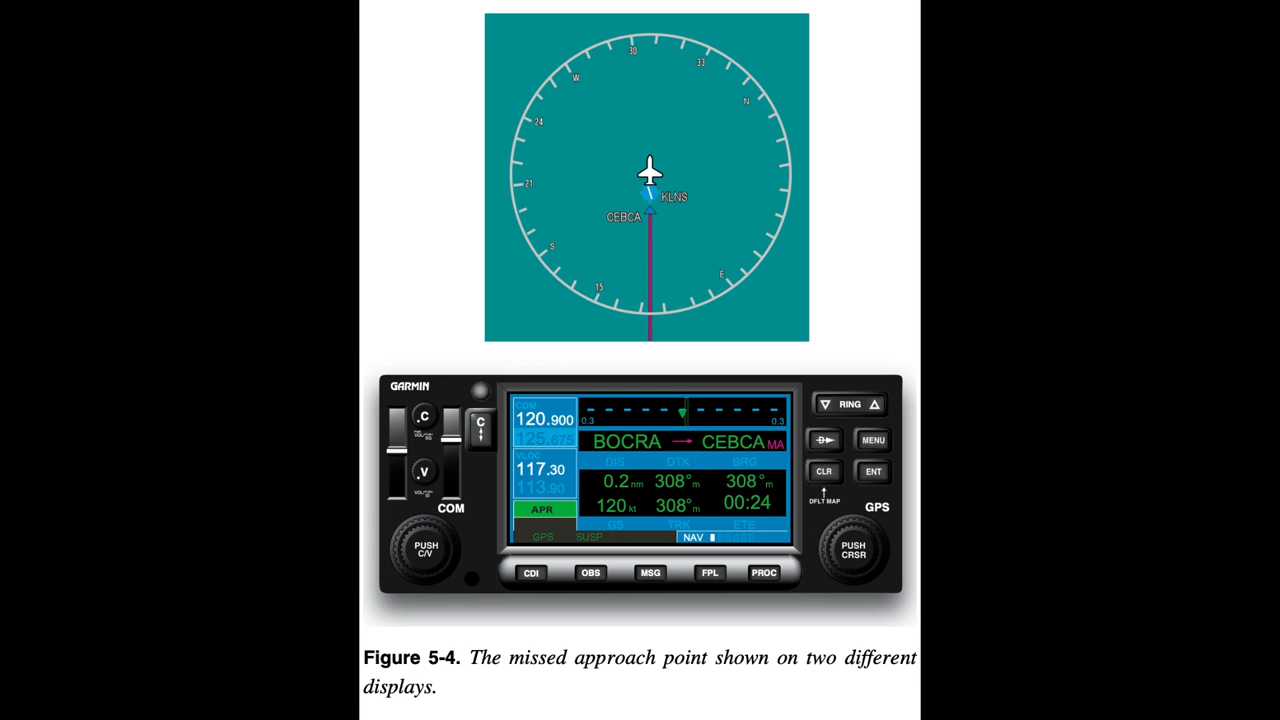 30
33
W
N
24
21
KLNS
CEBCA
S
E
15
GARMIN
C
V
COM
PUSH
C/V
C
COM
120.900
125.675
VLOC
117.30
113.90
APR
GPS SUSP
0.3 0.3
BOCRA → CEBCA MA
DIS DTK BRG
0.2nm 308°m 308°m
120kt 308°m 00:24
GS TRK ETE
NAV
RING
D
MENU
CLR
ENT
DFLT MAP
GPS
PUSH
CRSR
CDI OBS MSG FPL PROC
Figure 5-4. The missed approach point shown on two different
displays.